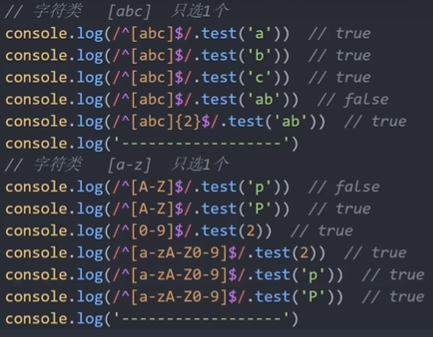 // 字符类   [abc]  只选1个
console.log(/^[abc]$/.test('a'))  // true
console.log(/^[abc]$/.test('b'))  // true
console.log(/^[abc]$/.test('c'))  // true
console.log(/^[abc]$/.test('ab'))  // false
console.log(/^[abc]{2}$/.test('ab'))  // true
console.log('------------------')
// 字符类   [a-z]  只选1个
console.log(/^[A-Z]$/.test('p'))  // false
console.log(/^[A-Z]$/.test('P'))  // true
console.log(/^[0-9]$/.test(2))  // true
console.log(/^[a-zA-Z0-9]$/.test(2))  // true
console.log(/^[a-zA-Z0-9]$/.test('p'))  // true
console.log(/^[a-zA-Z0-9]$/.test('P'))  // true
console.log('------------------')